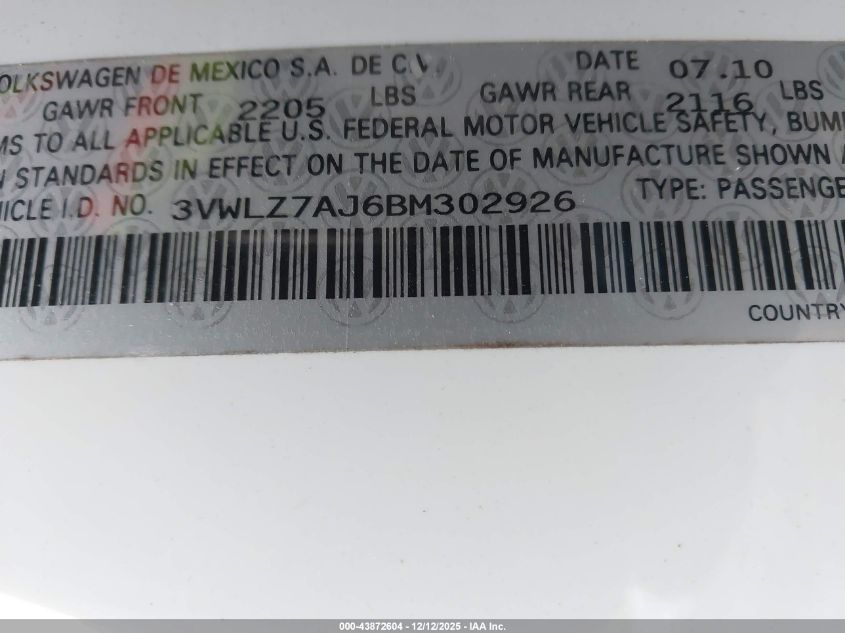 OLKSWAGEN DE MEXICO S.A. DE C.V. DATE 07.10
GAWR FRONT 2205 LBS GAWR REAR 2116 LBS
MS TO ALL APPLICABLE U.S. FEDERAL MOTOR VEHICLE SAFETY, BUM
N STANDARDS IN EFFECT ON THE DATE OF MANUFACTURE SHOWN A
HICLE I.D. NO. 3VWLZ7AJ6BM302926 TYPE: PASSENGE
COUNTRY
000-43872604 - 12/12/2025 - IAA Inc.